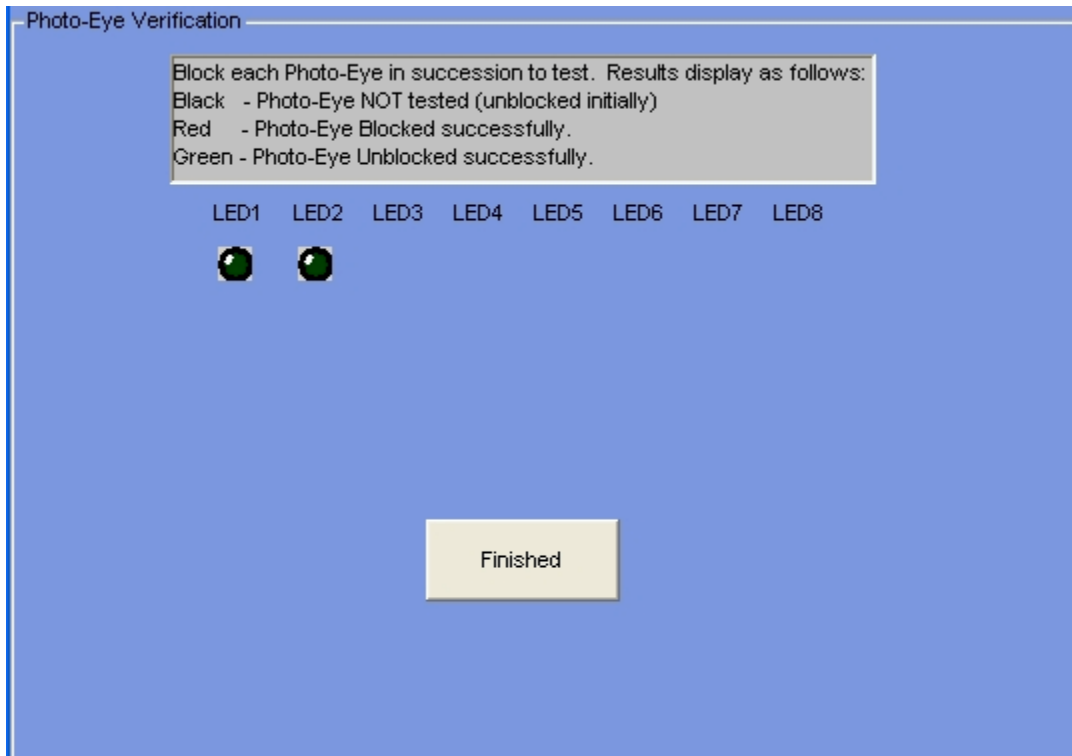 Photo-Eye Verification
Block each Photo-Eye in succession to test.  Results display as follows:
Black   - Photo-Eye NOT tested (unblocked initially)
Red     - Photo-Eye Blocked successfully.
Green - Photo-Eye Unblocked successfully.
LED1 LED2 LED3 LED4 LED5 LED6 LED7 LED8
Finished